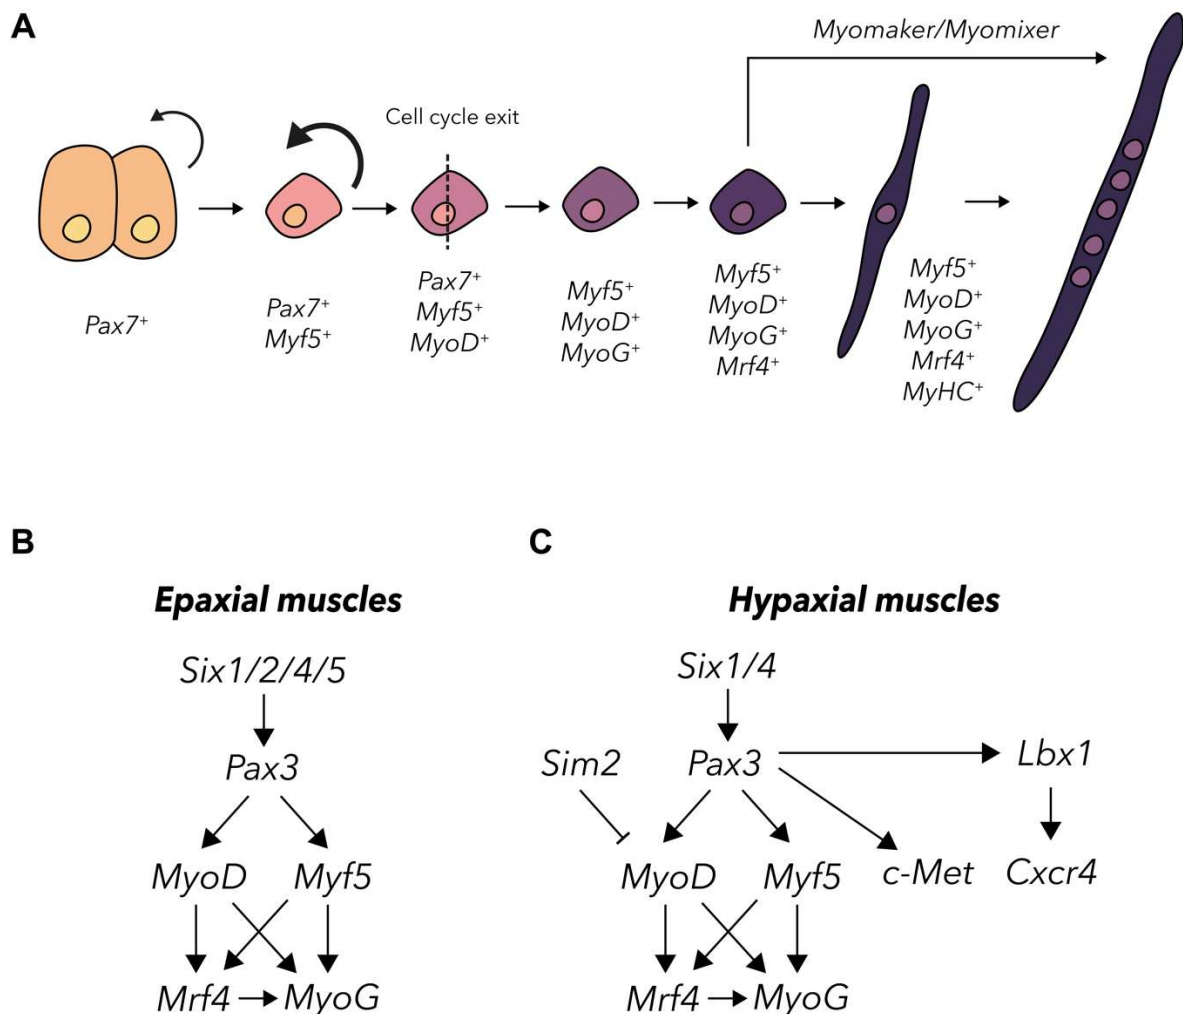 A
Myomaker/Myomixer
Cell cycle exit
Pax7⁺
Pax7⁺
Myf5⁺
Pax7⁺
Myf5⁺
MyoD⁺
Myf5⁺
MyoD⁺
MyoG⁺
Myf5⁺
MyoD⁺
MyoG⁺
Mrf4⁺
Myf5⁺
MyoD⁺
MyoG⁺
Mrf4⁺
MyHC⁺
B
Epaxial muscles
Six1/2/4/5
Pax3
MyoD Myf5
Mrf4 MyoG
C
Hypaxial muscles
Six1/4
Sim2 Pax3 Lbx1
MyoD Myf5 c-Met Cxcr4
Mrf4 MyoG